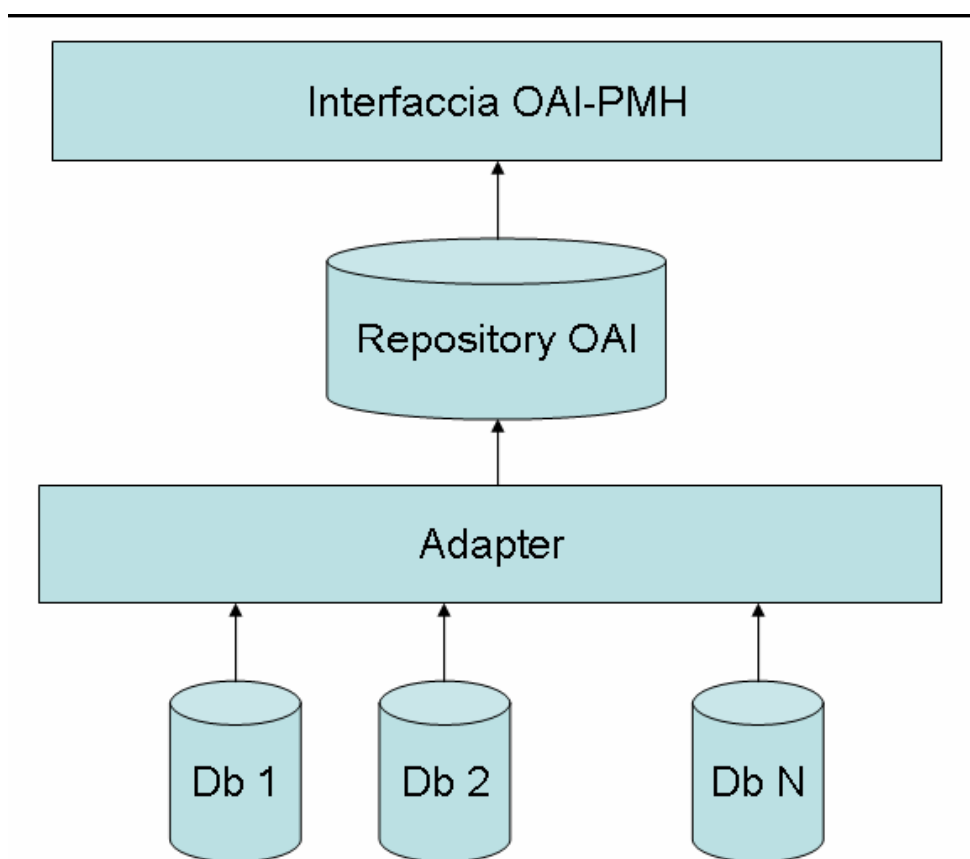 Interfaccia OAI-PMH
Repository OAI
Adapter
Db 1
Db 2
Db N